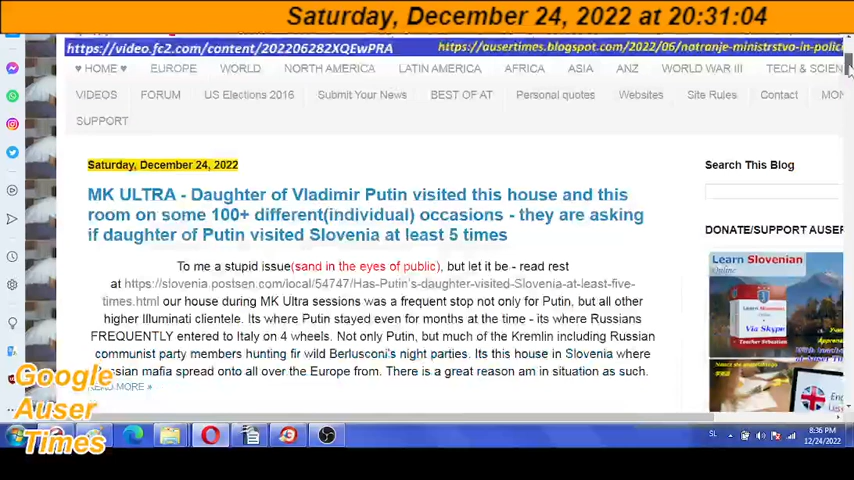 Saturday, December 24, 2022 at 20:31:04
https://video.fc2.com/content/202206282XQEwPRA
https://ausertimes.blogspot.com/2022/05/notranje-ministrstvo-in-polici
♥ HOME ♥ EUROPE WORLD NORTH AMERICA LATIN AMERICA AFRICA ASIA ANZ WORLD WAR III TECH & SCIEN
VIDEOS FORUM US Elections 2016 Submit Your News BEST OF AT Personal quotes Websites Site Rules Contact MON
SUPPORT
Saturday, December 24, 2022
MK ULTRA - Daughter of Vladimir Putin visited this house and this
room on some 100+ different(individual) occasions - they are asking
if daughter of Putin visited Slovenia at least 5 times
To me a stupid issue(sand in the eyes of public), but let it be - read rest
at https://slovenia.postsen.com/local/54747/Has-Putin's-daughter-visited-Slovenia-at-least-five-
times.html our house during MK Ultra sessions was a frequent stop not only for Putin, but all other
higher Illuminati clientele. Its where Putin stayed even for months at the time - its where Russians
FREQUENTLY entered to Italy on 4 wheels. Not only Putin, but much of the Kremlin including Russian
communist party members hunting fir wild Berlusconi's night parties. Its this house in Slovenia where
ssian mafia spread onto all over the Europe from. There is a great reason am in situation as such.
READ MORE »
Search This Blog
DONATE/SUPPORT AUSER
Learn Slovenian
Online
Via Skype
Google
Auser
Times
SL
8:36 PM
12/24/2022